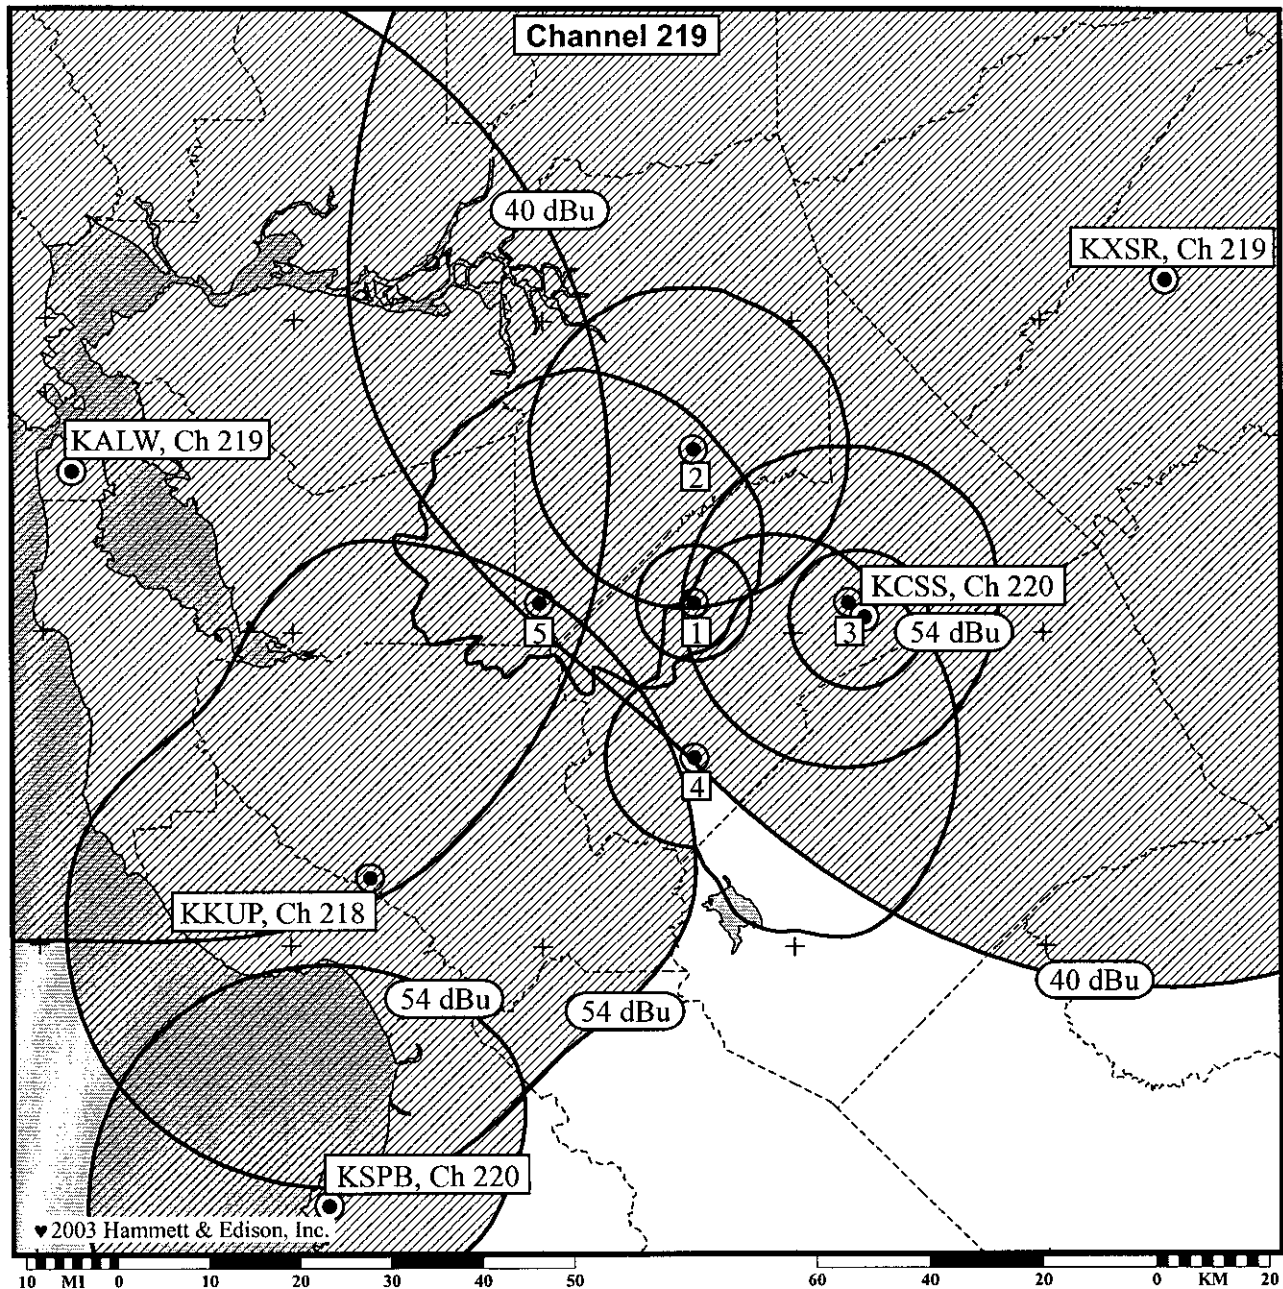 Channel 219
40 dBu
KXSR, Ch 219
KALW, Ch 219
2
KCSS, Ch 220
5
1
3
54 dBu
4
KKUP, Ch 218
54 dBu
54 dBu
40 dBu
KSPB, Ch 220
♥ 2003 Hammett & Edison, Inc.
10 MI 0 10 20 30 40 50 60 40 20 0 KM 20